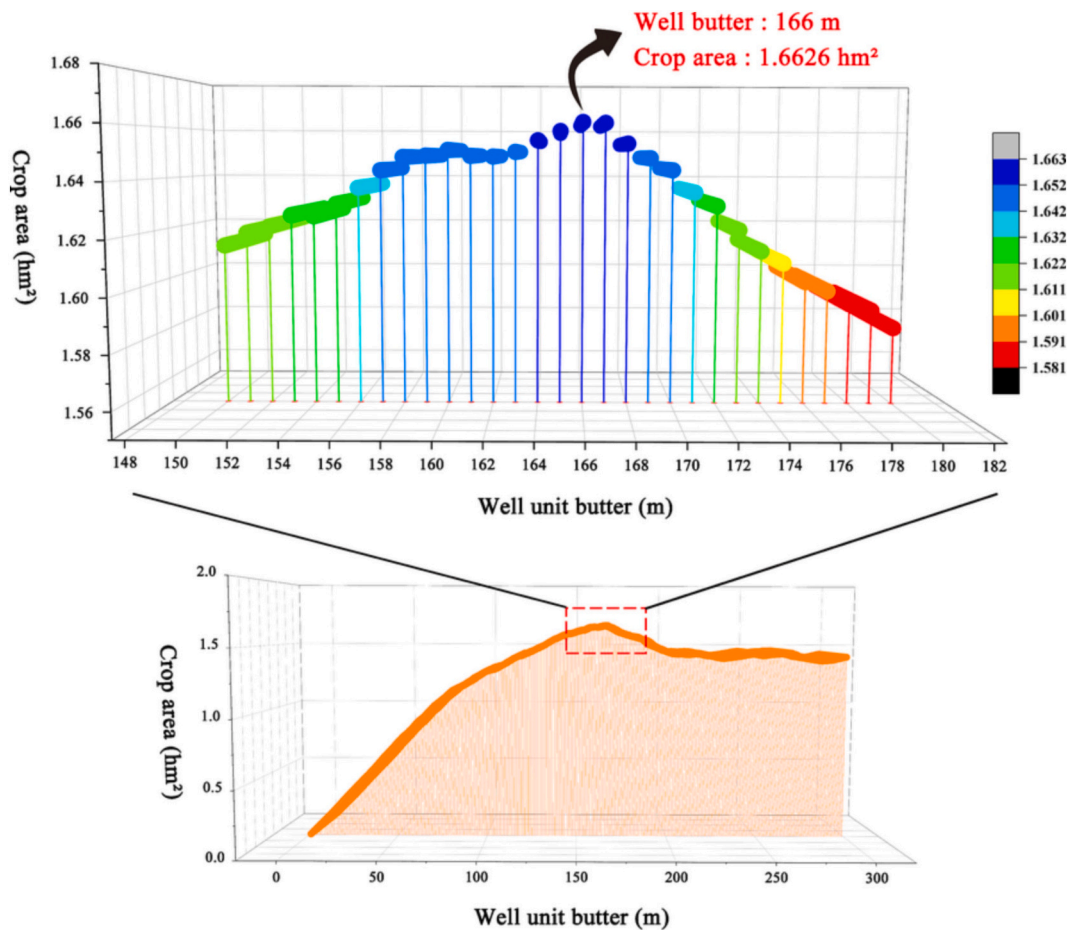 Well butter : 166 m
Crop area : 1.6626 hm²
1.68
1.66
1.64
1.62
1.60
1.58
1.56
Crop area (hm²)
148 150 152 154 156 158 160 162 164 166 168 170 172 174 176 178 180 182
Well unit butter (m)
1.663
1.652
1.642
1.632
1.622
1.611
1.601
1.591
1.581
2.0
1.5
1.0
0.5
0.0
Crop area (hm²)
0 50 100 150 200 250 300
Well unit butter (m)